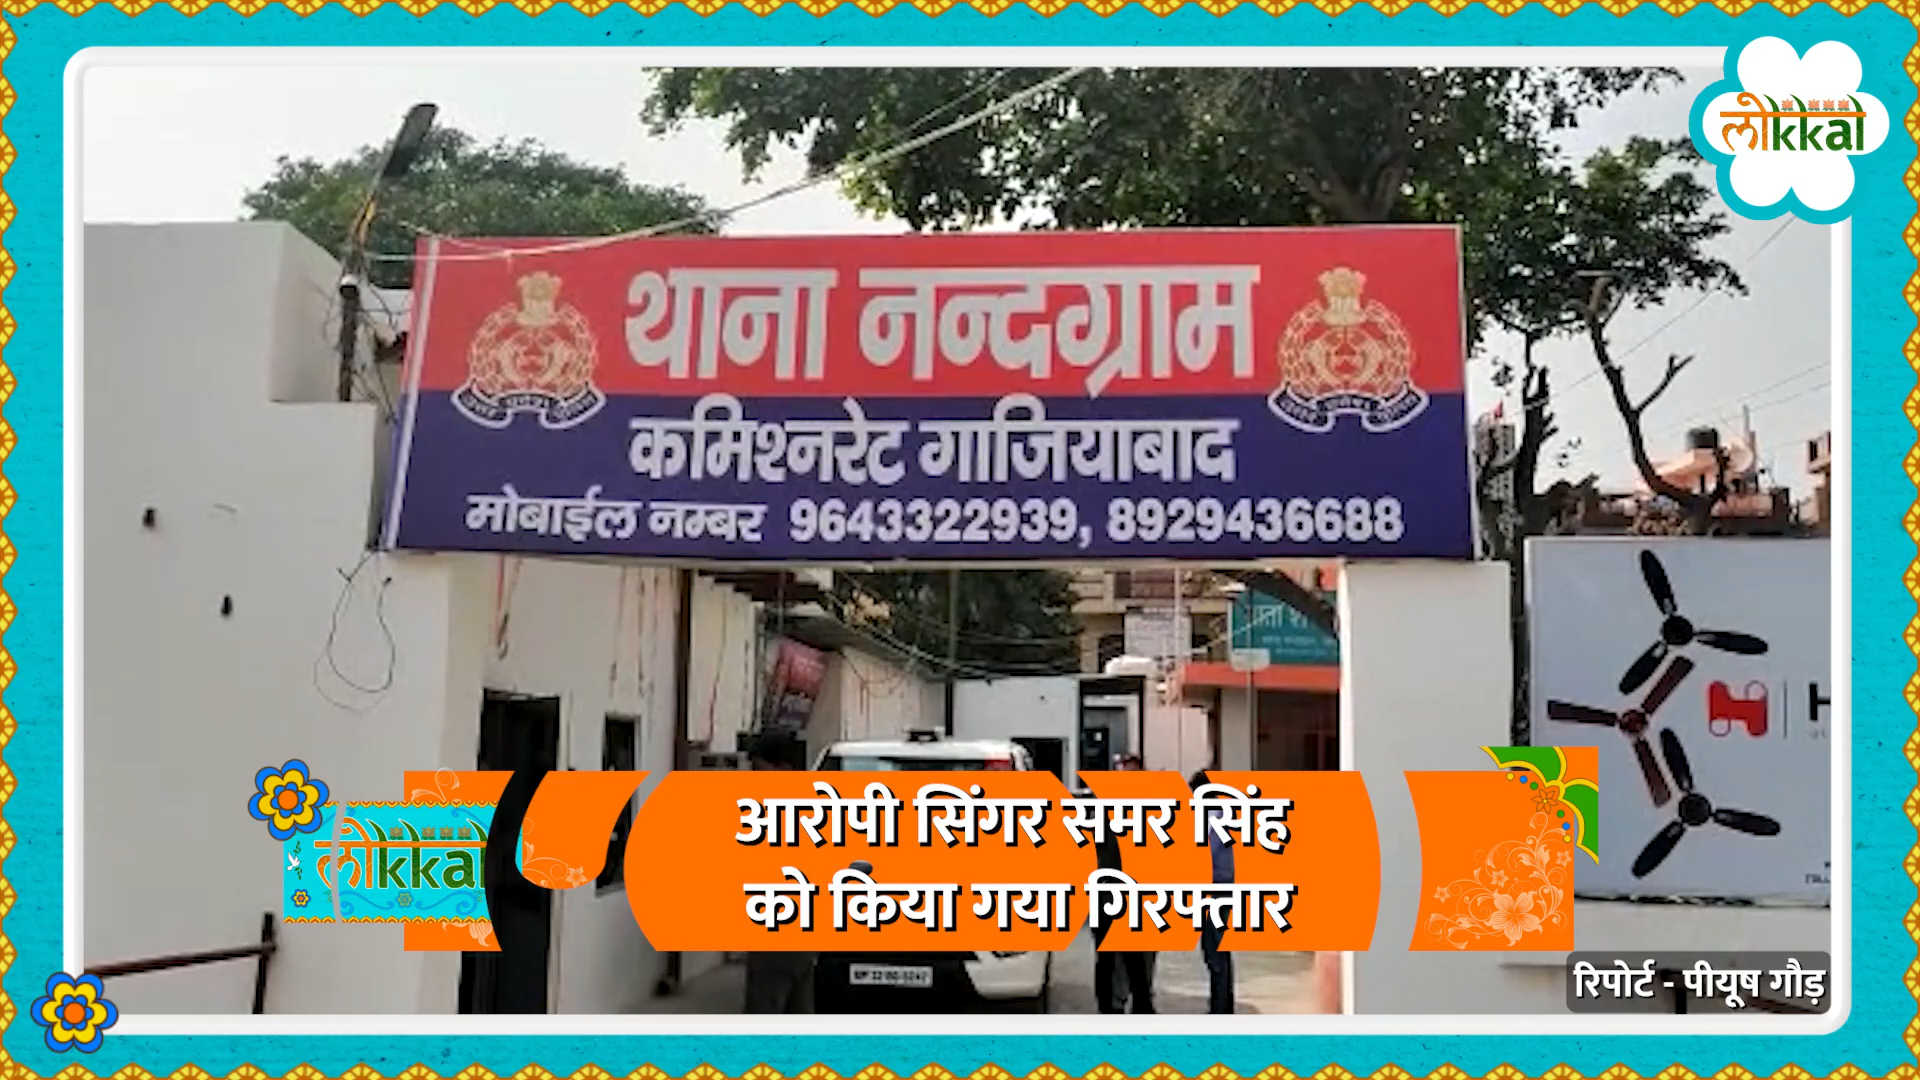 लोkkal
थाना नन्दग्राम
कमिश्नरेट गाजियाबाद
मोबाईल नम्बर 9643322939, 8929436688
आरोपी सिंगर समर सिंह
को किया गया गिरफ्तार
लोkkal
रिपोर्ट - पीयूष गौड़